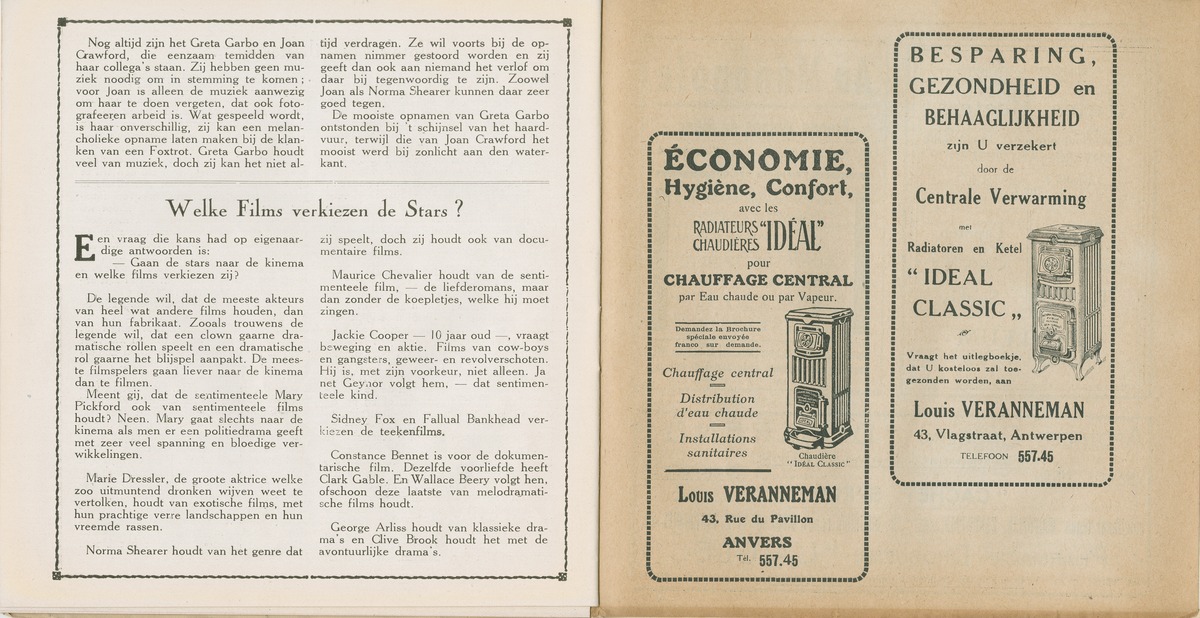 Nog altijd zijn het Greta Garbo en Joan
Crawford, die eenzaam temidden van
haar collega's staan. Zij hebben geen mu-
ziek noodig om in stemming te komen ;
voor Joan is alleen de muziek aanwezig
om haar te doen vergeten, dat ook foto-
grafeeren arbeid is. Wat gespeeld wordt,
is haar onverschillig, zij kan een melan-
cholieke opname laten maken bij de klan-
ken van een Foxtrot. Greta Garbo houdt
veel van muziek, doch zij kan het niet al-
tijd verdragen. Ze wil voorts bij de op-
namen nimmer gestoord worden en zij
geeft dan ook aan niemand het verlof om
daar bij tegenwoordig te zijn. Zoowel
Joan als Norma Shearer kunnen daar zeer
goed tegen.
De mooiste opnamen van Greta Garbo
ontstonden bij 't schijnsel van het haard-
vuur, terwijl die van Joan Crawford het
mooist werd bij zonlicht aan den water-
kant.
Welke Films verkiezen de Stars ?
Een vraag die kans had op eigenaar-
dige antwoorden is:
— Gaan de stars naar de kinema
en welke films verkiezen zij?
De legende wil, dat de meeste akteurs
van heel wat andere films houden, dan
van hun fabrikaat. Zooals trouwens de
legende wil, dat een clown gaarne dra-
matische rollen speelt en een dramatische
rol gaarne het blijspel aanpakt. De mees-
te filmspelers gaan liever naar de kinema
dan te filmen.
Meent gij, dat de sentimenteele Mary
Pickford ook van sentimenteele films
houdt? Neen. Mary gaat slechts naar de
kinema als men er een politiedrama geeft
met zeer veel spanning en bloedige ver-
wikkelingen.
Marie Dressler, de groote aktrice welke
zoo uitmuntend dronken wijven weet te
vertolken, houdt van exotische films, met
hun prachtige verre landschappen en hun
vreemde rassen.
Norma Shearer houdt van het genre dat
zij speelt, doch zij houdt ook van docu-
mentaire films.
Maurice Chevalier houdt van de senti-
menteele film, — de liefderomans, maar
dan zonder de koepletjes, welke hij moet
zingen.
Jackie Cooper — 10 jaar oud —, vraagt
beweging en aktie. Films van cow-boys
en gangsters, geweer- en revolverschoten.
Hij is, met zijn voorkeur, niet alleen. Ja
net Geynor volgt hem, — dat sentimen-
teele kind.
Sidney Fox en Fallual Bankhead ver-
kiezen de teekenfilms.
Constance Bennet is voor de dokumen-
tarische film. Dezelfde voorliefde heeft
Clark Gable. En Wallace Beery volgt hen,
ofschoon deze laatste van melodramati-
sche films houdt.
George Arliss houdt van klassieke dra-
ma's en Clive Brook houdt het met de
avontuurlijke drama's.
ÉCONOMIE,
Hygiène, Confort,
avec les
RADIATEURS
CHAUDIÈRES "IDÉAL"
pour
CHAUFFAGE CENTRAL
par Eau chaude ou par Vapeur.
Demandez la Brochure
spéciale envoyée
franco sur demande.
Chauffage central
Distribution
d'eau chaude
Installations
sanitaires
Chaudière
"IDÉAL CLASSIC"
Louis VERANNEMAN
43, Rue du Pavillon
ANVERS
Tél. 557.45
BESPARING,
GEZONDHEID en
BEHAAGLIJKHEID
zijn U verzekert
door de
Centrale Verwarming
met
Radiatoren en Ketel
“ IDEAL
CLASSIC „
Vraagt het uitlegboekje,
dat U kosteloos zal toe-
gezonden worden, aan
Louis VERANNEMAN
43, Vlagstraat, Antwerpen
TELEFOON 557.45